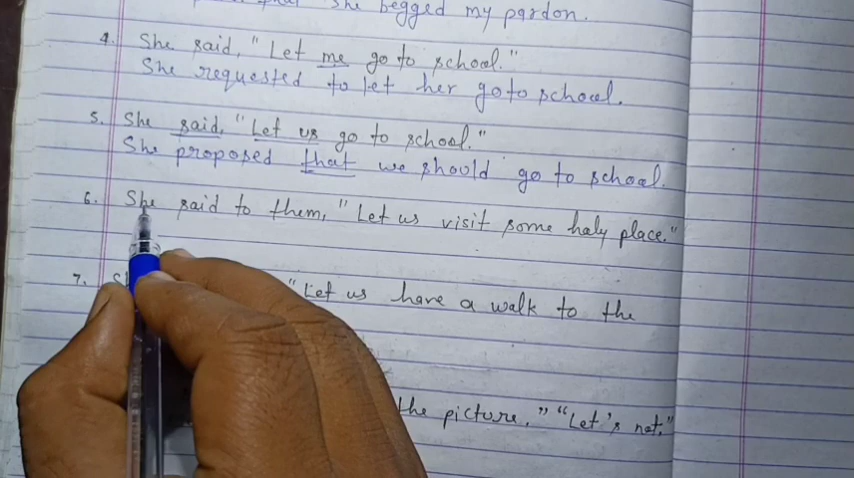 she begged my pardon.
4. She said, "Let me go to school."
She requested to let her go to school.
5. She said, "Let us go to school."
She proposed that we should go to school.
6. She said to them, "Let us visit some holy place."
7. "Let us have a walk to the
the picture." "Let's not."